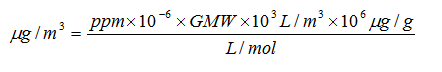 μg/m³ = ppm×10⁻⁶ × GMW×10³ L/m³ ×10⁶ μg/g
L/mol